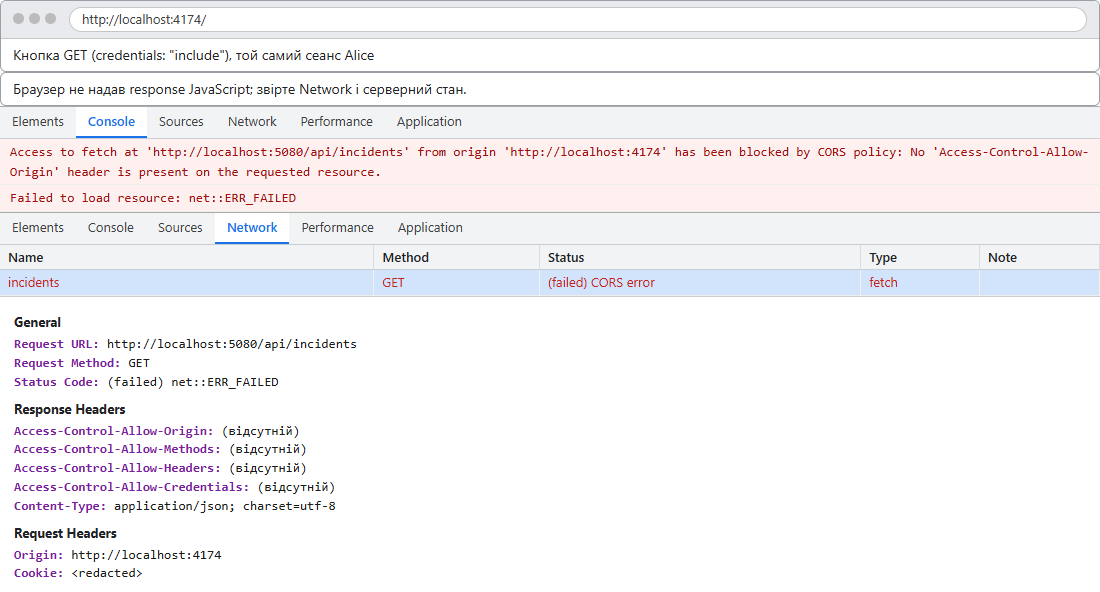 http://localhost:4174/
Кнопка GET (credentials: "include"), той самий сеанс Alice
Браузер не надав response JavaScript; звірте Network і серверний стан.
Elements Console Sources Network Performance Application
Access to fetch at 'http://localhost:5080/api/incidents' from origin 'http://localhost:4174' has been blocked by CORS policy: No 'Access-Control-Allow-
Origin' header is present on the requested resource.
Failed to load resource: net::ERR_FAILED
Elements Console Sources Network Performance Application
Name Method Status Type Note
incidents GET (failed) CORS error fetch
General
Request URL: http://localhost:5080/api/incidents
Request Method: GET
Status Code: (failed) net::ERR_FAILED
Response Headers
Access-Control-Allow-Origin: (відсутній)
Access-Control-Allow-Methods: (відсутній)
Access-Control-Allow-Headers: (відсутній)
Access-Control-Allow-Credentials: (відсутній)
Content-Type: application/json; charset=utf-8
Request Headers
Origin: http://localhost:4174
Cookie: <redacted>